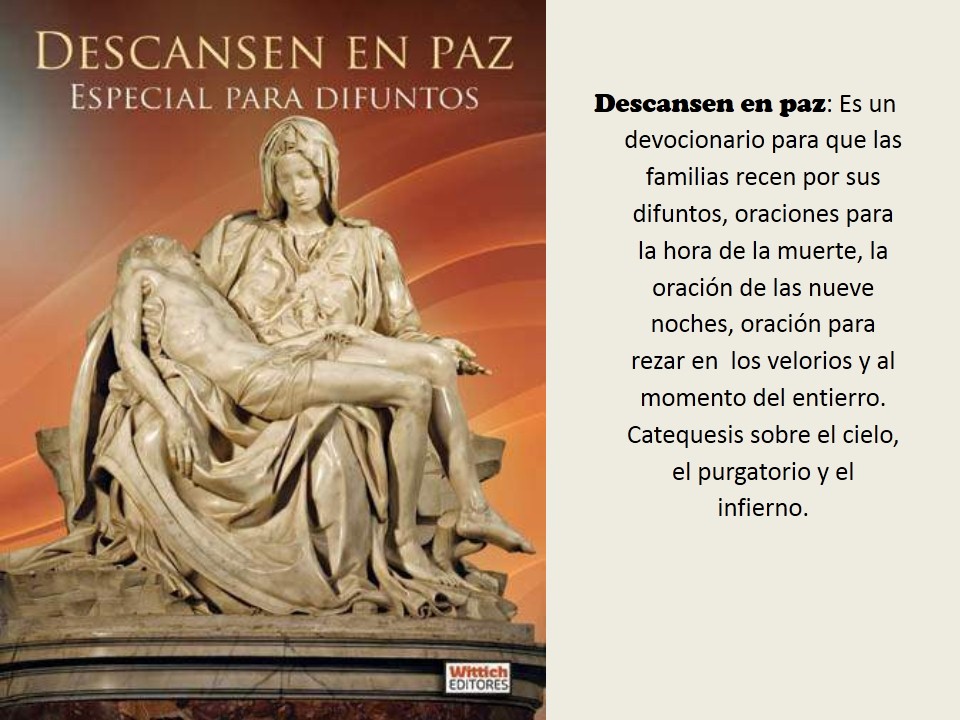 DESCANSEN EN PAZ
ESPECIAL PARA DIFUNTOS
Wittich
EDITORES
Descansen en paz: Es un
devocionario para que las
familias recen por sus
difuntos, oraciones para
la hora de la muerte, la
oración de las nueve
noches, oración para
rezar en  los velorios y al
momento del entierro.
Catequesis sobre el cielo,
el purgatorio y el
infierno.